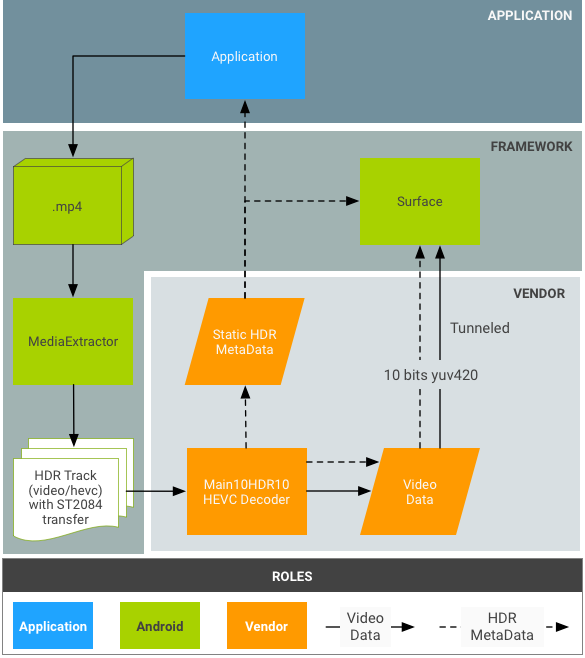 APPLICATION
Application
FRAMEWORK
.mp4
Surface
VENDOR
MediaExtractor
Static HDR
MetaData
Tunneled
10 bits yuv420
HDR Track
(video/hevc)
with ST2084
transfer
Main10HDR10
HEVC Decoder
Video
Data
ROLES
Application
Android
Vendor
Video
Data
HDR
MetaData